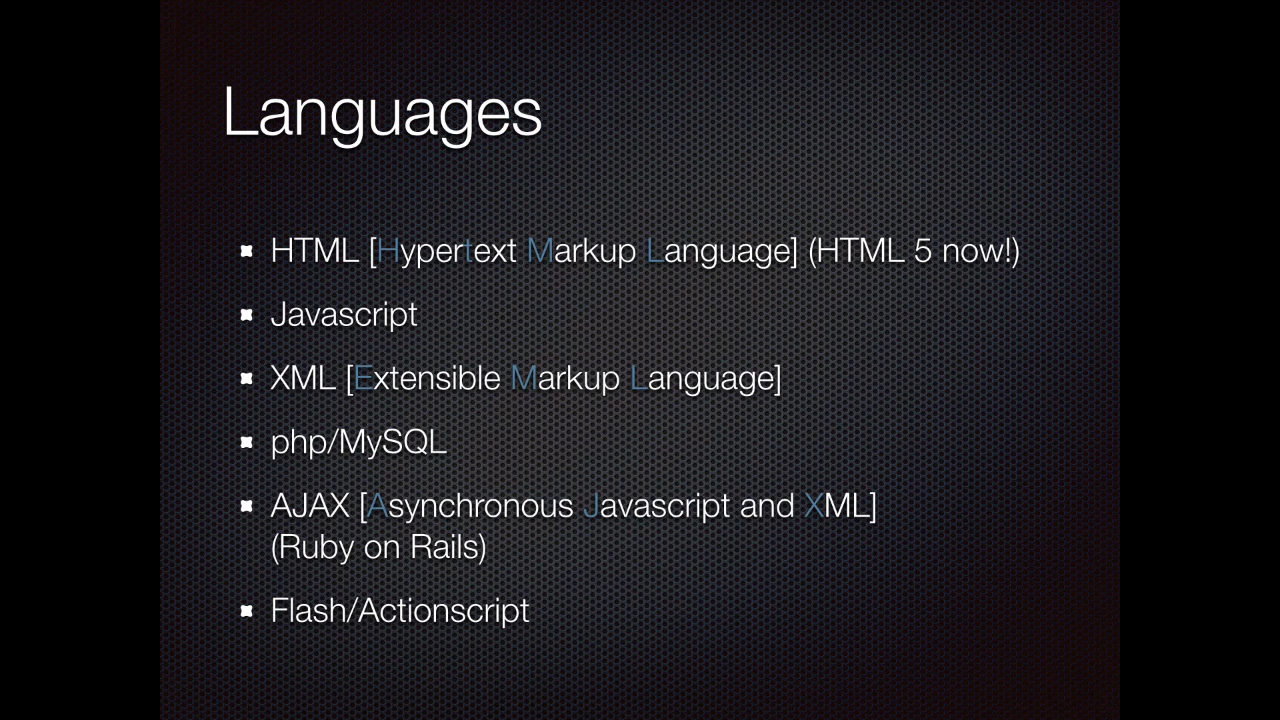 Languages
HTML [Hypertext Markup Language] (HTML 5 now!)
Javascript
XML [Extensible Markup Language]
php/MySQL
AJAX [Asynchronous Javascript and XML]
(Ruby on Rails)
Flash/Actionscript